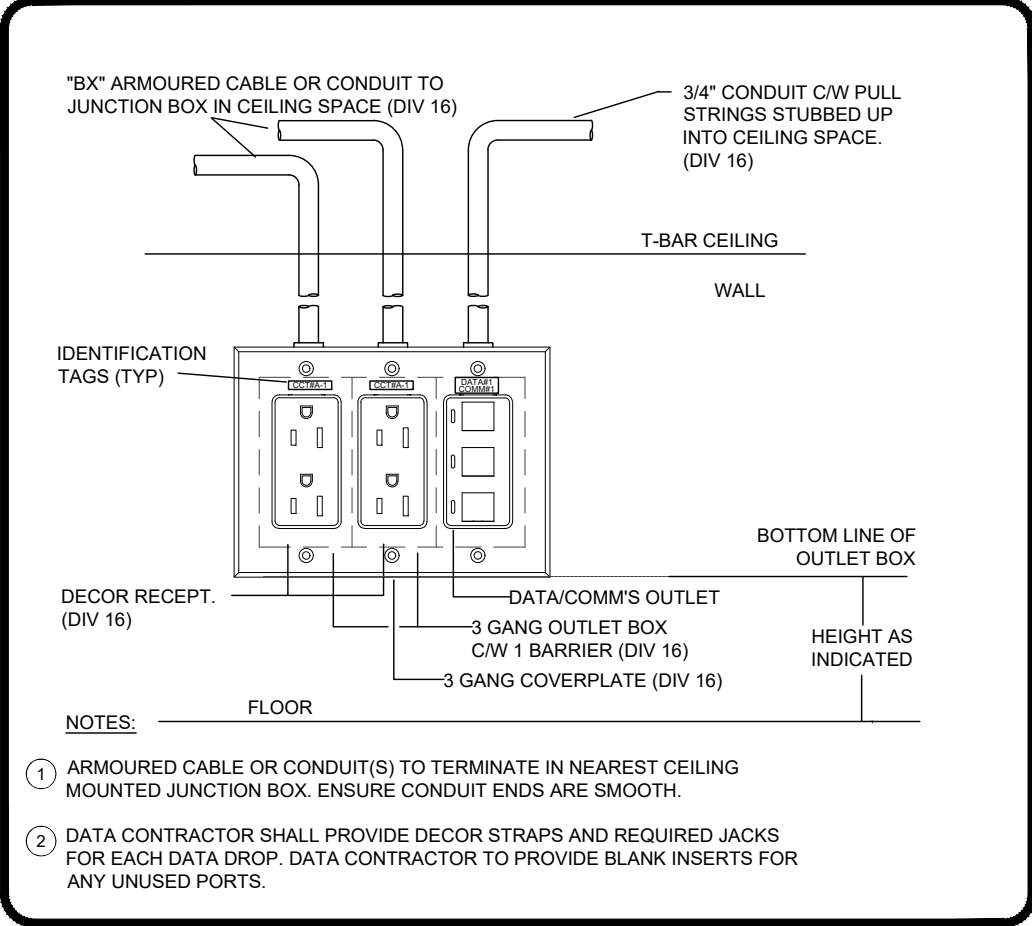 "BX" ARMOURED CABLE OR CONDUIT TO
JUNCTION BOX IN CEILING SPACE (DIV 16)
3/4" CONDUIT C/W PULL
STRINGS STUBBED UP
INTO CEILING SPACE.
(DIV 16)
T-BAR CEILING
WALL
IDENTIFICATION
TAGS (TYP)
CCT#A-1
CCT#A-1
DATA#1
COMM#1
BOTTOM LINE OF
OUTLET BOX
DECOR RECEPT.
(DIV 16)
DATA/COMM'S OUTLET
3 GANG OUTLET BOX
C/W 1 BARRIER (DIV 16)
3 GANG COVERPLATE (DIV 16)
HEIGHT AS
INDICATED
FLOOR
NOTES:
1 ARMOURED CABLE OR CONDUIT(S) TO TERMINATE IN NEAREST CEILING
MOUNTED JUNCTION BOX. ENSURE CONDUIT ENDS ARE SMOOTH.
2 DATA CONTRACTOR SHALL PROVIDE DECOR STRAPS AND REQUIRED JACKS
FOR EACH DATA DROP. DATA CONTRACTOR TO PROVIDE BLANK INSERTS FOR
ANY UNUSED PORTS.